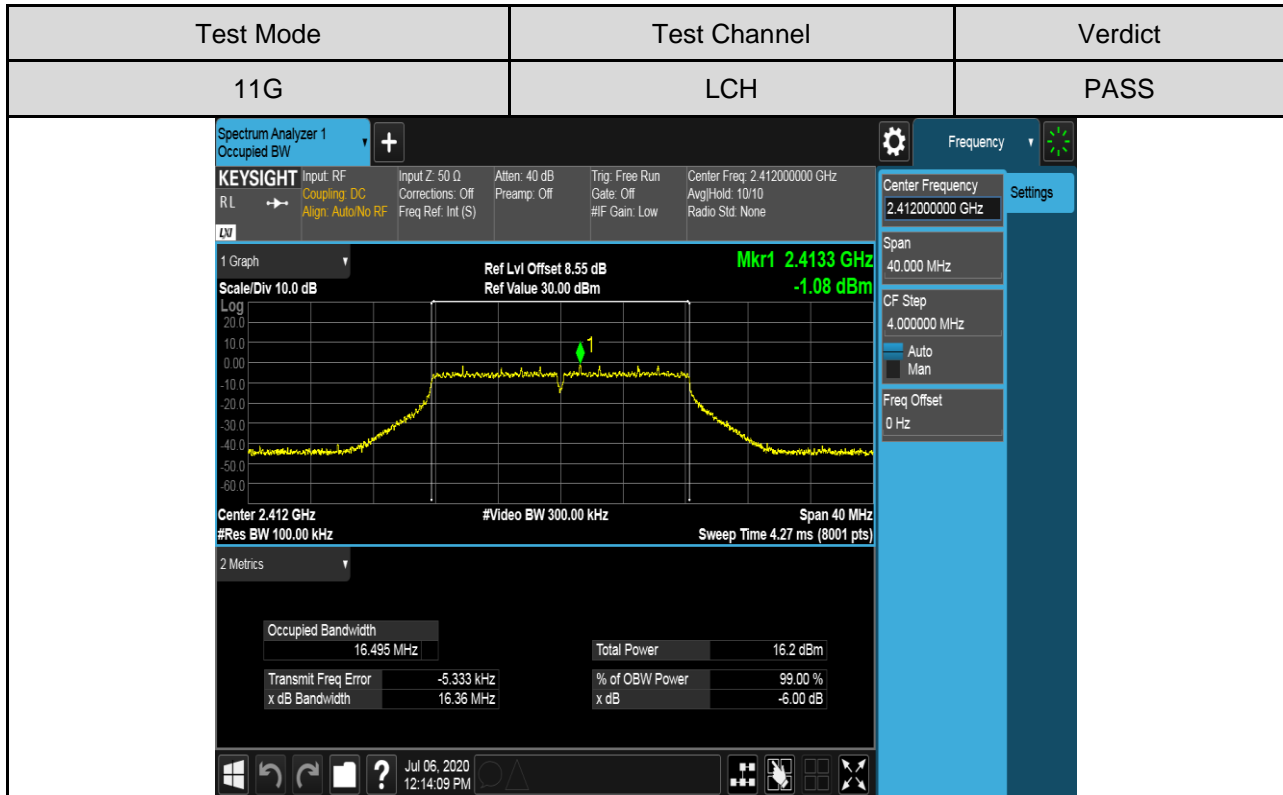 Test Mode Test Channel Verdict
11G LCH PASS
Spectrum Analyzer 1
Occupied BW
+
Frequency
KEYSIGHT
R L
LXI
Input: RF
Coupling: DC
Align: Auto/No RF
Input Z: 50 Ω
Corrections: Off
Freq Ref: Int (S)
Atten: 40 dB
Preamp: Off
Trig: Free Run
Gate: Off
#IF Gain: Low
Center Freq: 2.412000000 GHz
Avg|Hold: 10/10
Radio Std: None
Center Frequency
2.412000000 GHz
Settings
Span
40.000 MHz
CF Step
4.000000 MHz
Auto
Man
Freq Offset
0 Hz
1 Graph
Scale/Div 10.0 dB
Ref Lvl Offset 8.55 dB
Ref Value 30.00 dBm
Mkr1 2.4133 GHz
-1.08 dBm
Log
20.0
10.0
0.00
-10.0
-20.0
-30.0
-40.0
-50.0
-60.0
1
Center 2.412 GHz
#Res BW 100.00 kHz
#Video BW 300.00 kHz
Span 40 MHz
Sweep Time 4.27 ms (8001 pts)
2 Metrics
Occupied Bandwidth
16.495 MHz
Total Power 16.2 dBm
Transmit Freq Error -5.333 kHz
% of OBW Power 99.00 %
x dB Bandwidth 16.36 MHz
x dB -6.00 dB
?
Jul 06, 2020
12:14:09 PM